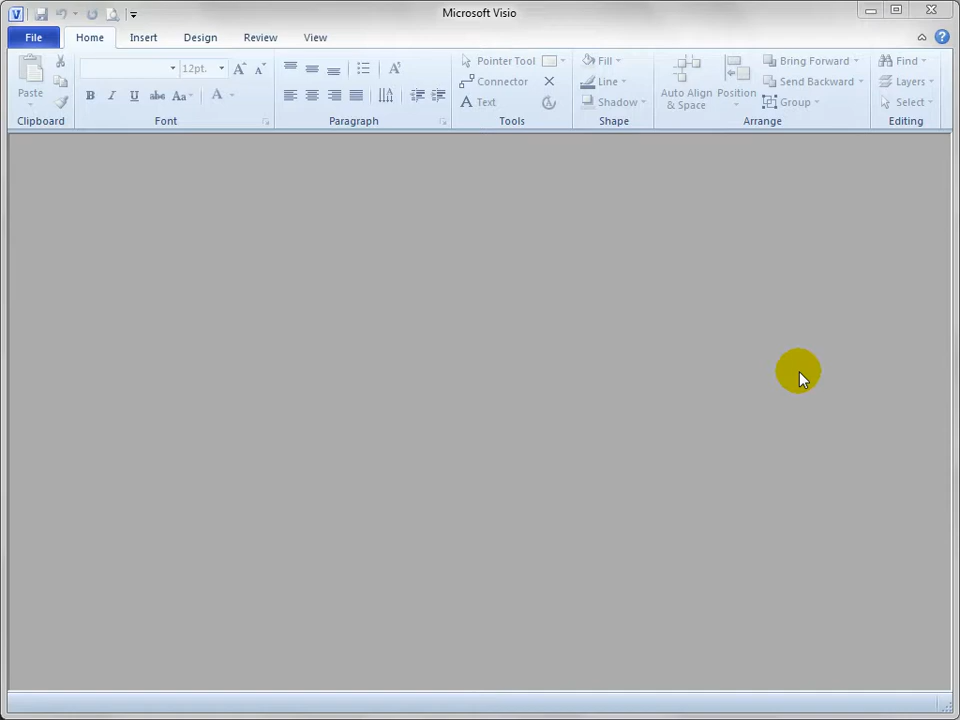 Microsoft Visio
File Home Insert Design Review View
12pt. Pointer Tool Fill Bring Forward Find
Paste Connector Line Auto Align & Space Position Send Backward Layers
Text Shadow Group Select
Clipboard Font Paragraph Tools Shape Arrange Editing